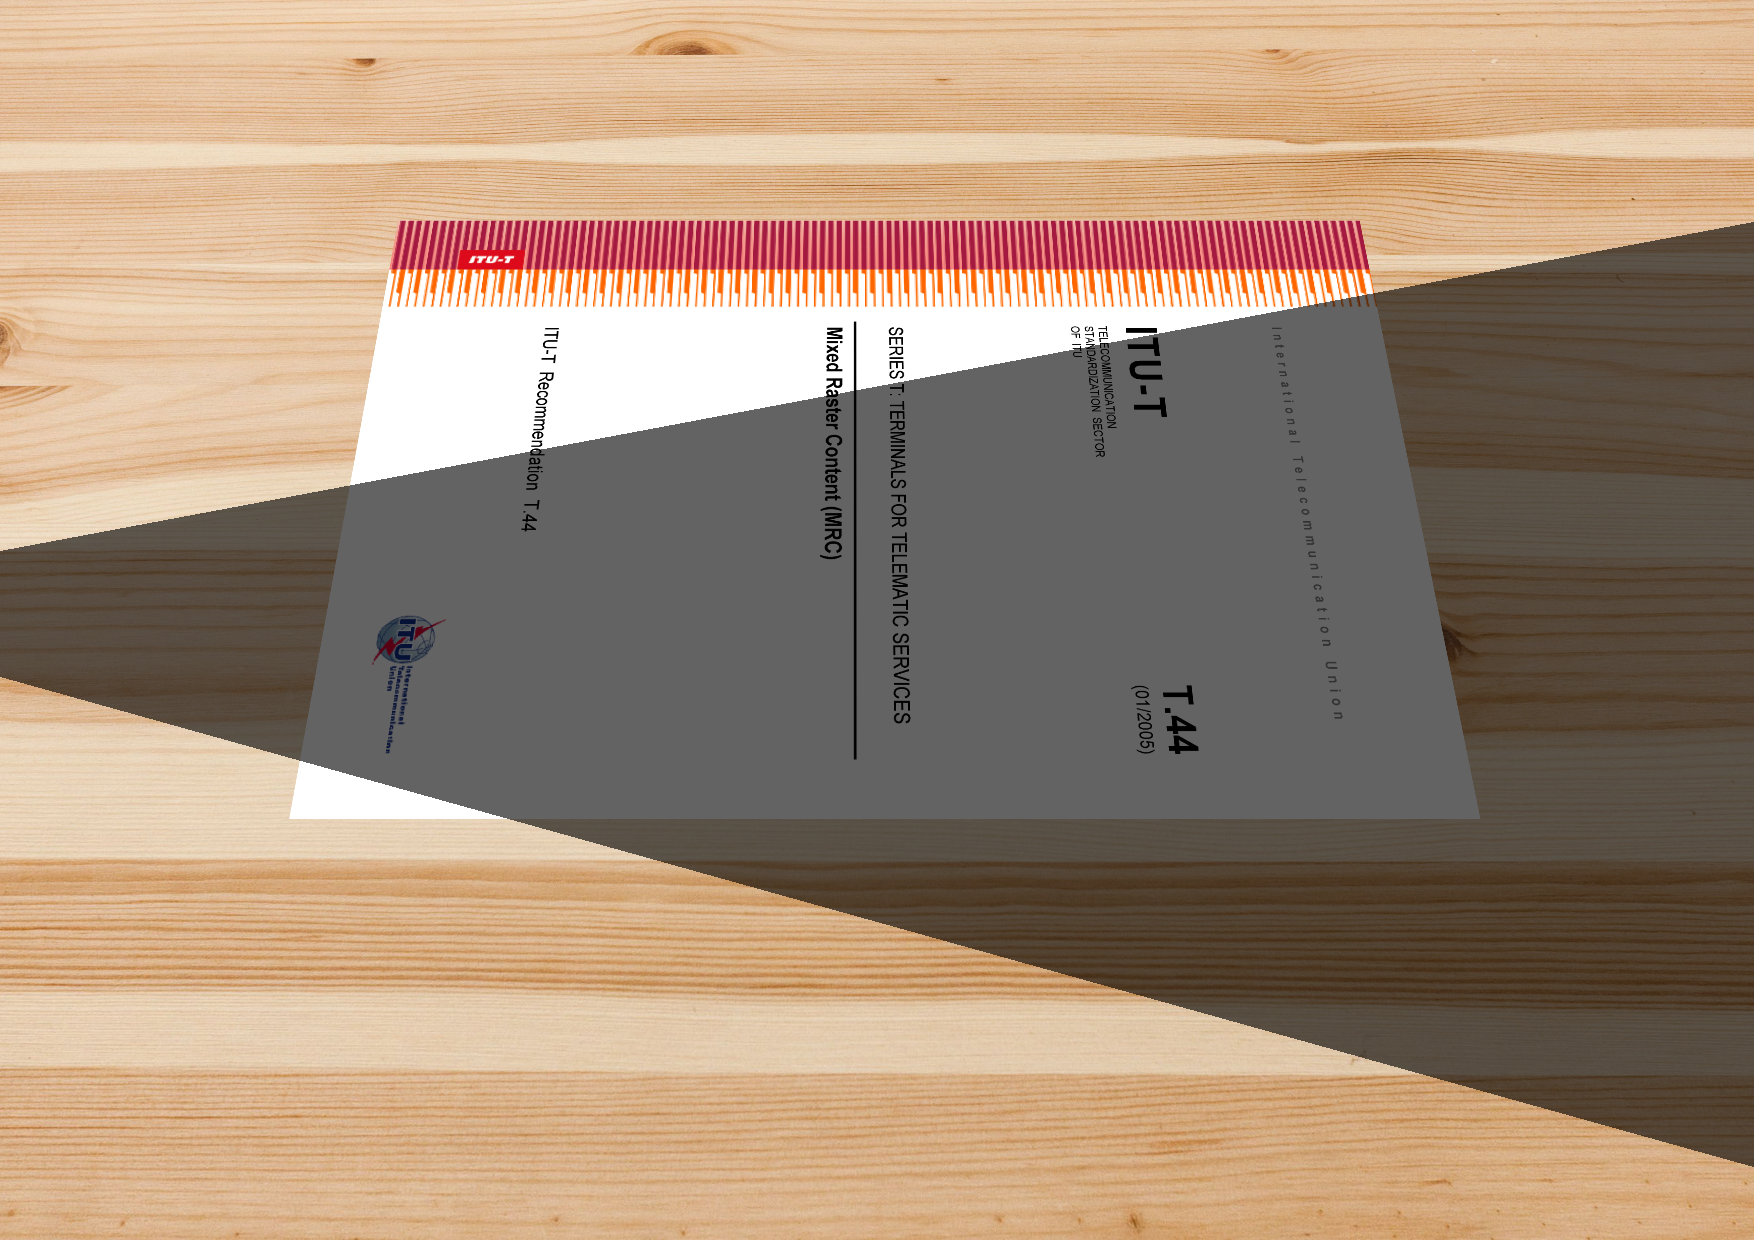 International Telecommunication Union
ITU-T
T.44
TELECOMMUNICATION
STANDARDIZATION SECTOR
OF ITU
(01/2005)
SERIES T: TERMINALS FOR TELEMATIC SERVICES
Mixed Raster Content (MRC)
ITU-T Recommendation T.44
ITU-T
ITU
International
Telecommunication
Union